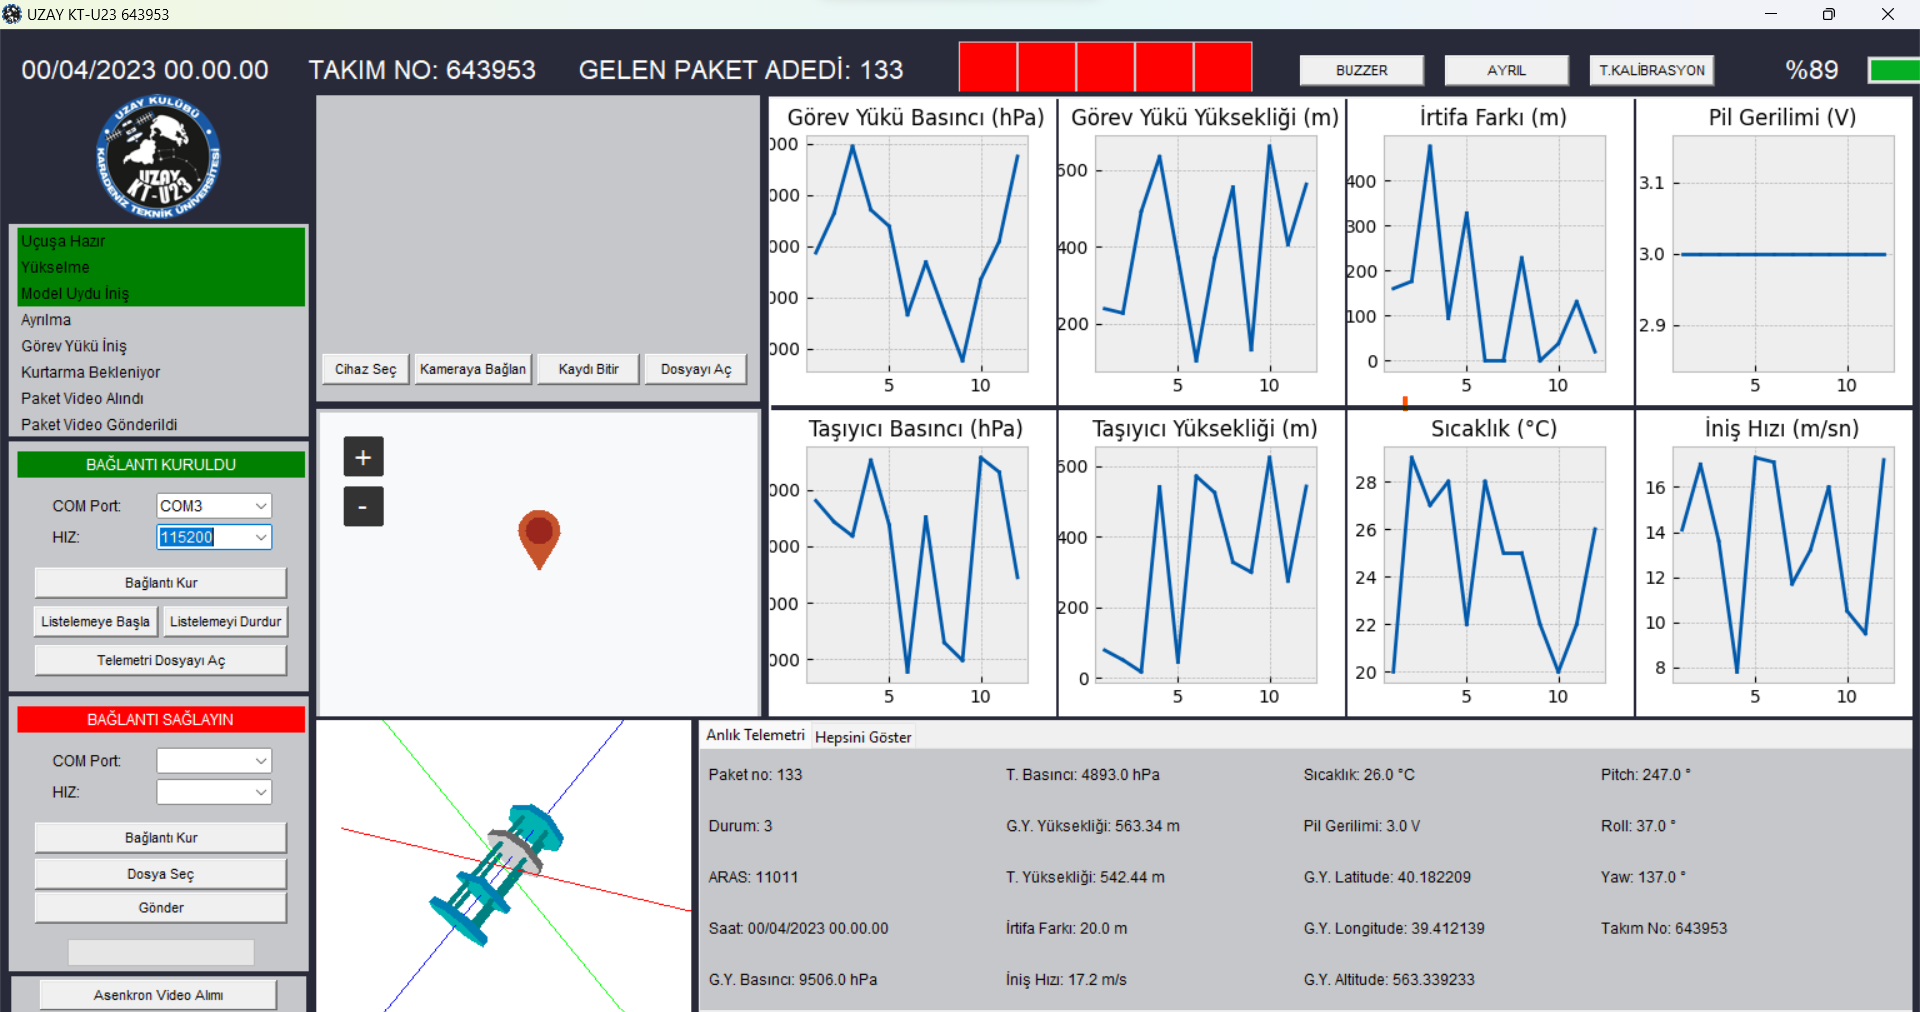 UZAY KT-U23 643953
00/04/2023 00.00.00
TAKIM NO: 643953
GELEN PAKET ADEDİ: 133
BUZZER
AYRIL
T.KALİBRASYON
%89
UZAY KULÜBÜ
UZAY
KT-U23
KARADENİZ TEKNİK ÜNİVERSİTESİ
Uçuşa Hazır
Yükselme
Model Uydu İniş
Ayrılma
Görev Yükü İniş
Kurtarma Bekleniyor
Paket Video Alındı
Paket Video Gönderildi
BAĞLANTI KURULDU
COM Port: COM3
HIZ: 115200
Bağlantı Kur
Listelemeye Başla
Listelemeyi Durdur
Telemetri Dosyayı Aç
BAĞLANTI SAĞLAYIN
COM Port:
HIZ:
Bağlantı Kur
Dosya Seç
Gönder
Asenkron Video Alımı
Cihaz Seç
Kameraya Bağlan
Kaydı Bitir
Dosyayı Aç
+
-
Görev Yükü Basıncı (hPa)
000
000
000
000
000
5 10
Görev Yükü Yüksekliği (m)
600
400
200
5 10
İrtifa Farkı (m)
400
300
200
100
0
5 10
Pil Gerilimi (V)
3.1
3.0
2.9
5 10
Taşıyıcı Basıncı (hPa)
000
000
000
000
5 10
Taşıyıcı Yüksekliği (m)
600
400
200
0
5 10
Sıcaklık (°C)
28
26
24
22
20
5 10
İniş Hızı (m/sn)
16
14
12
10
8
5 10
Anlık Telemetri
Hepsini Göster
Paket no: 133
T. Basıncı: 4893.0 hPa
Sıcaklık: 26.0 °C
Pitch: 247.0 °
Durum: 3
G.Y. Yüksekliği: 563.34 m
Pil Gerilimi: 3.0 V
Roll: 37.0 °
ARAS: 11011
T. Yüksekliği: 542.44 m
G.Y. Latitude: 40.182209
Yaw: 137.0 °
Saat: 00/04/2023 00.00.00
İrtifa Farkı: 20.0 m
G.Y. Longitude: 39.412139
Takım No: 643953
G.Y. Basıncı: 9506.0 hPa
İniş Hızı: 17.2 m/s
G.Y. Altitude: 563.339233